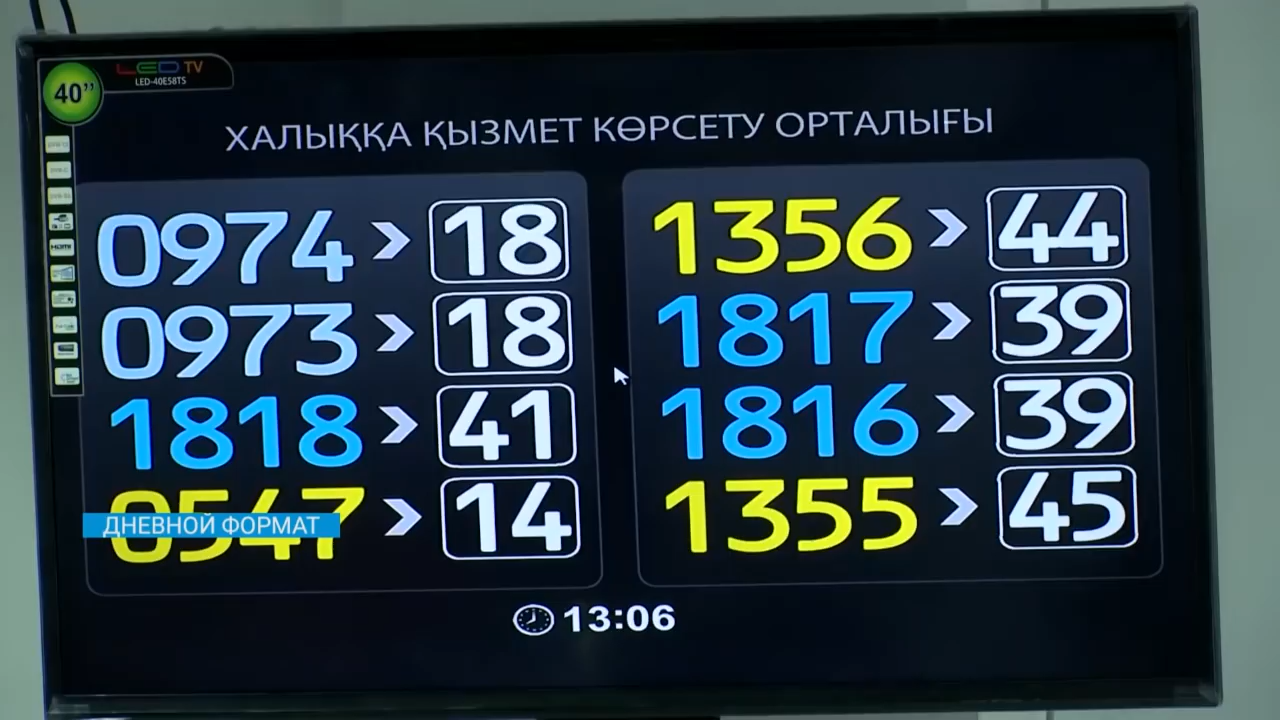 40”
LED TV
LED-40E58TS
ХАЛЫҚҚА ҚЫЗМЕТ КӨРСЕТУ ОРТАЛЫҒЫ
0974 > 18
0973 > 18
1818 > 41
0547 > 14
1356 > 44
1817 > 39
1816 > 39
1355 > 45
HDMI
ДНЕВНОЙ ФОРМАТ
13:06